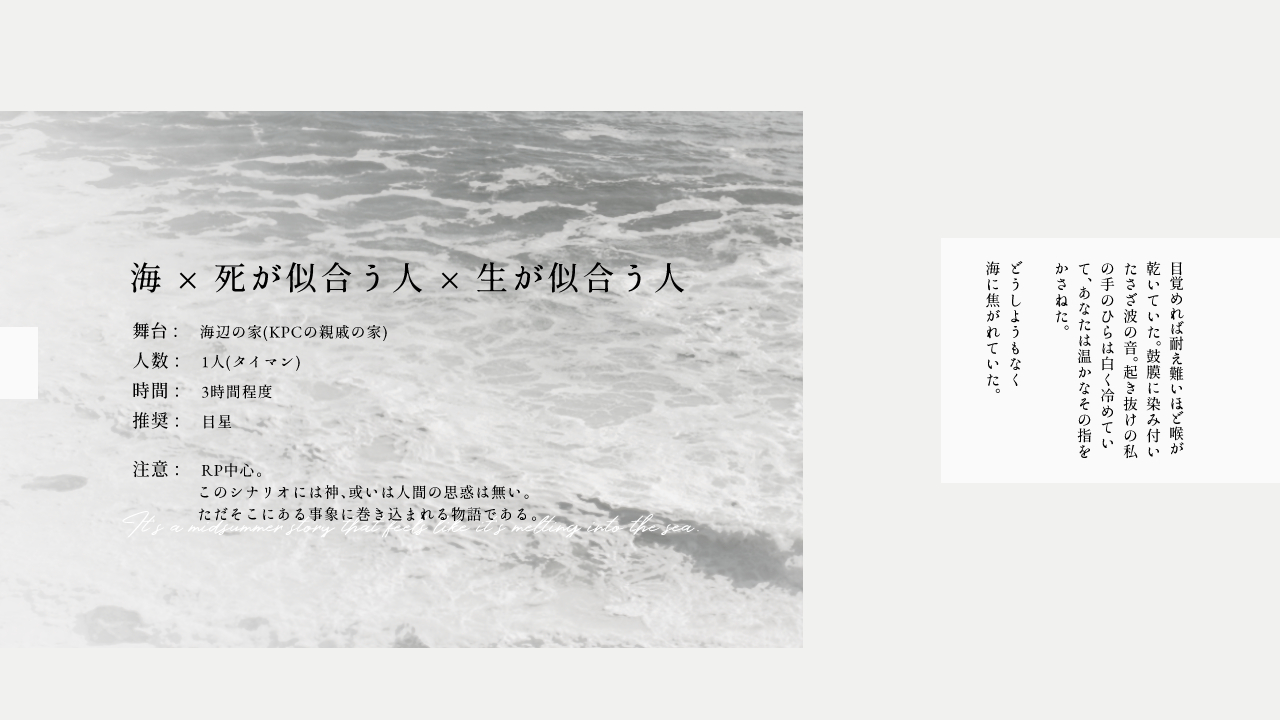 海 × 死が似合う人 × 生が似合う人
舞台： 海辺の家(KPCの親戚の家)
人数： 1人(タイマン)
時間： 3時間程度
推奨： 目星
注意： RP中心。
このシナリオには神､或いは人間の思惑は無い。
ただそこにある事象に巻き込まれる物語である。
It's a midsummer story that feels like it's melting into the sea.
目覚めれば耐え難いほど喉が
乾いていた。鼓膜に染み付い
たさざ波の音。起き抜けの私
の手のひらは白く冷めてい
て、あなたは温かなその指を
かさねた。
どうしようもなく
海に焦がれていた。